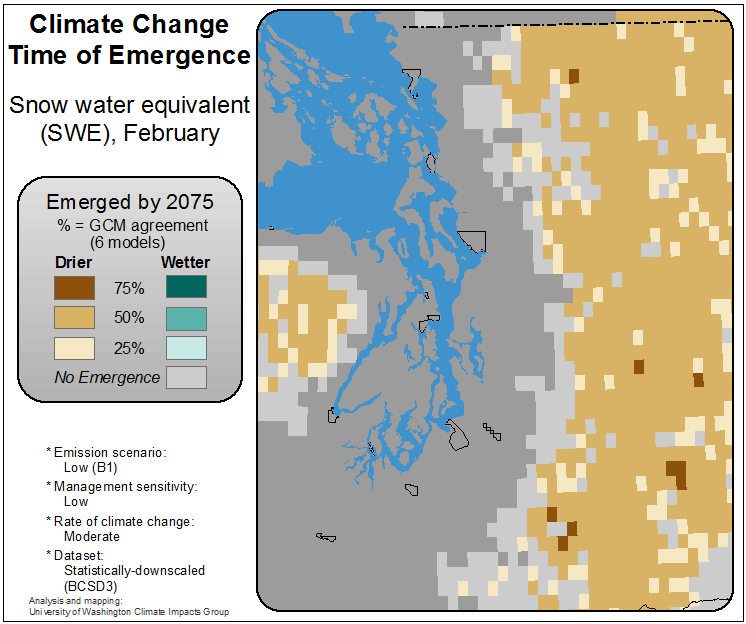 Climate Change
Time of Emergence
Snow water equivalent
(SWE), February
Emerged by 2075
% = GCM agreement
(6 models)
Drier Wetter
75%
50%
25%
No Emergence
* Emission scenario:
Low (B1)
* Management sensitivity:
Low
* Rate of climate change:
Moderate
* Dataset:
Statistically-downscaled
(BCSD3)
Analysis and mapping:
University of Washington Climate Impacts Group